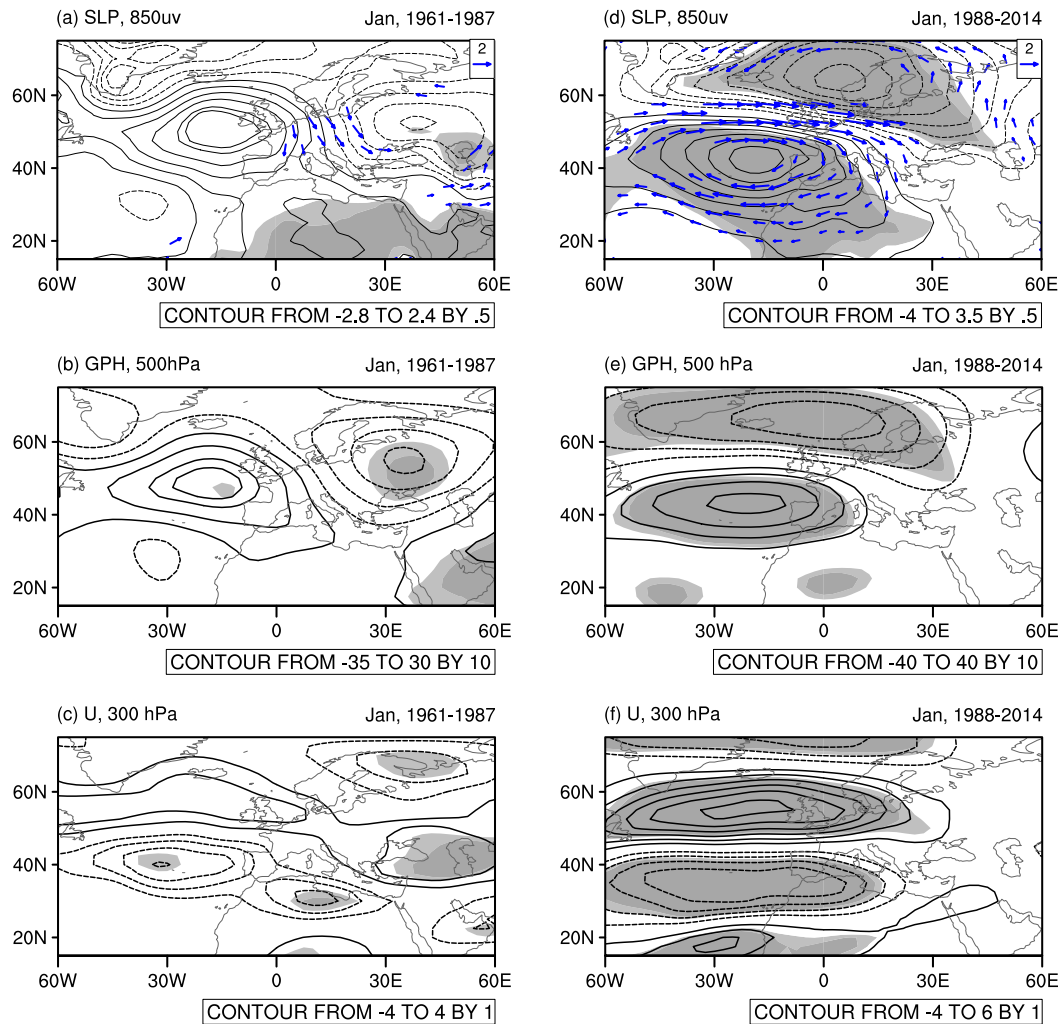 (a) SLP, 850uv Jan, 1961-1987
2
60N
40N
20N
60W 30W 0 30E 60E
CONTOUR FROM -2.8 TO 2.4 BY .5
(d) SLP, 850uv Jan, 1988-2014
2
60N
40N
20N
60W 30W 0 30E 60E
CONTOUR FROM -4 TO 3.5 BY .5
(b) GPH, 500hPa Jan, 1961-1987
60N
40N
20N
60W 30W 0 30E 60E
CONTOUR FROM -35 TO 30 BY 10
(e) GPH, 500 hPa Jan, 1988-2014
60N
40N
20N
60W 30W 0 30E 60E
CONTOUR FROM -40 TO 40 BY 10
(c) U, 300 hPa Jan, 1961-1987
60N
40N
20N
60W 30W 0 30E 60E
CONTOUR FROM -4 TO 4 BY 1
(f) U, 300 hPa Jan, 1988-2014
60N
40N
20N
60W 30W 0 30E 60E
CONTOUR FROM -4 TO 6 BY 1